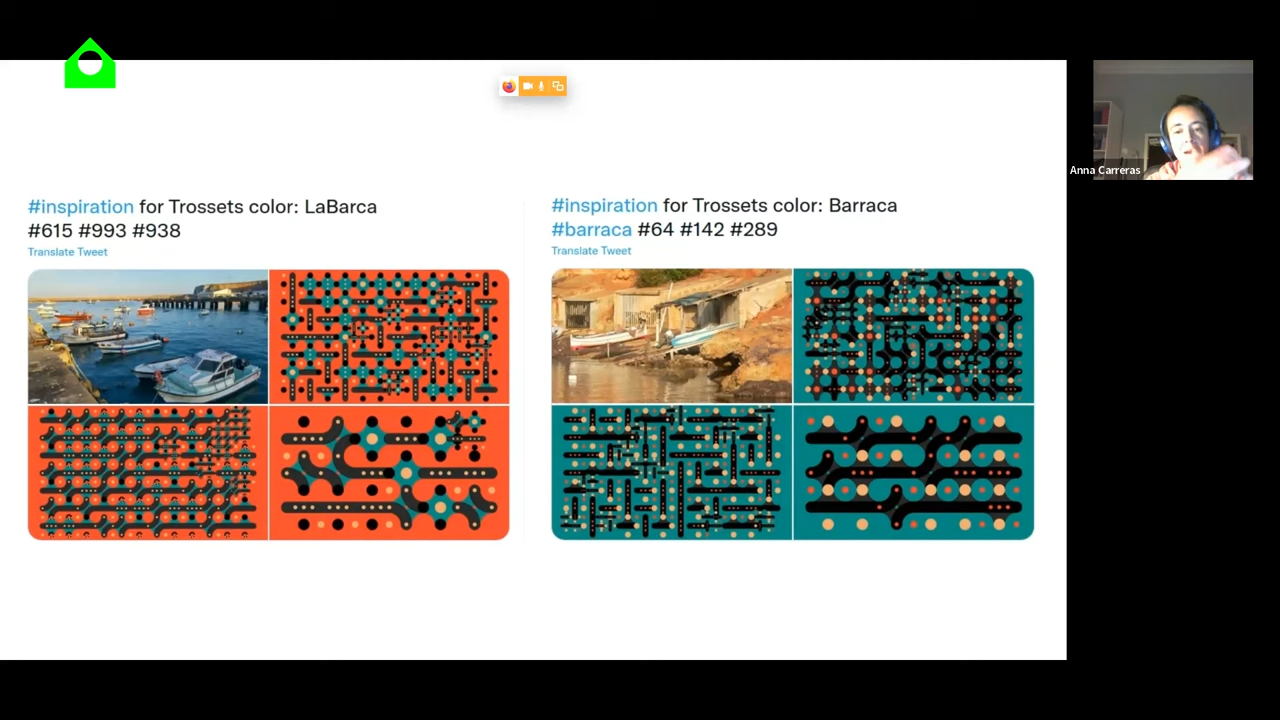 #inspiration for Trossets color: LaBarca
#615 #993 #938
Translate Tweet
#inspiration for Trossets color: Barraca
#barraca #64 #142 #289
Translate Tweet
Anna Carreras